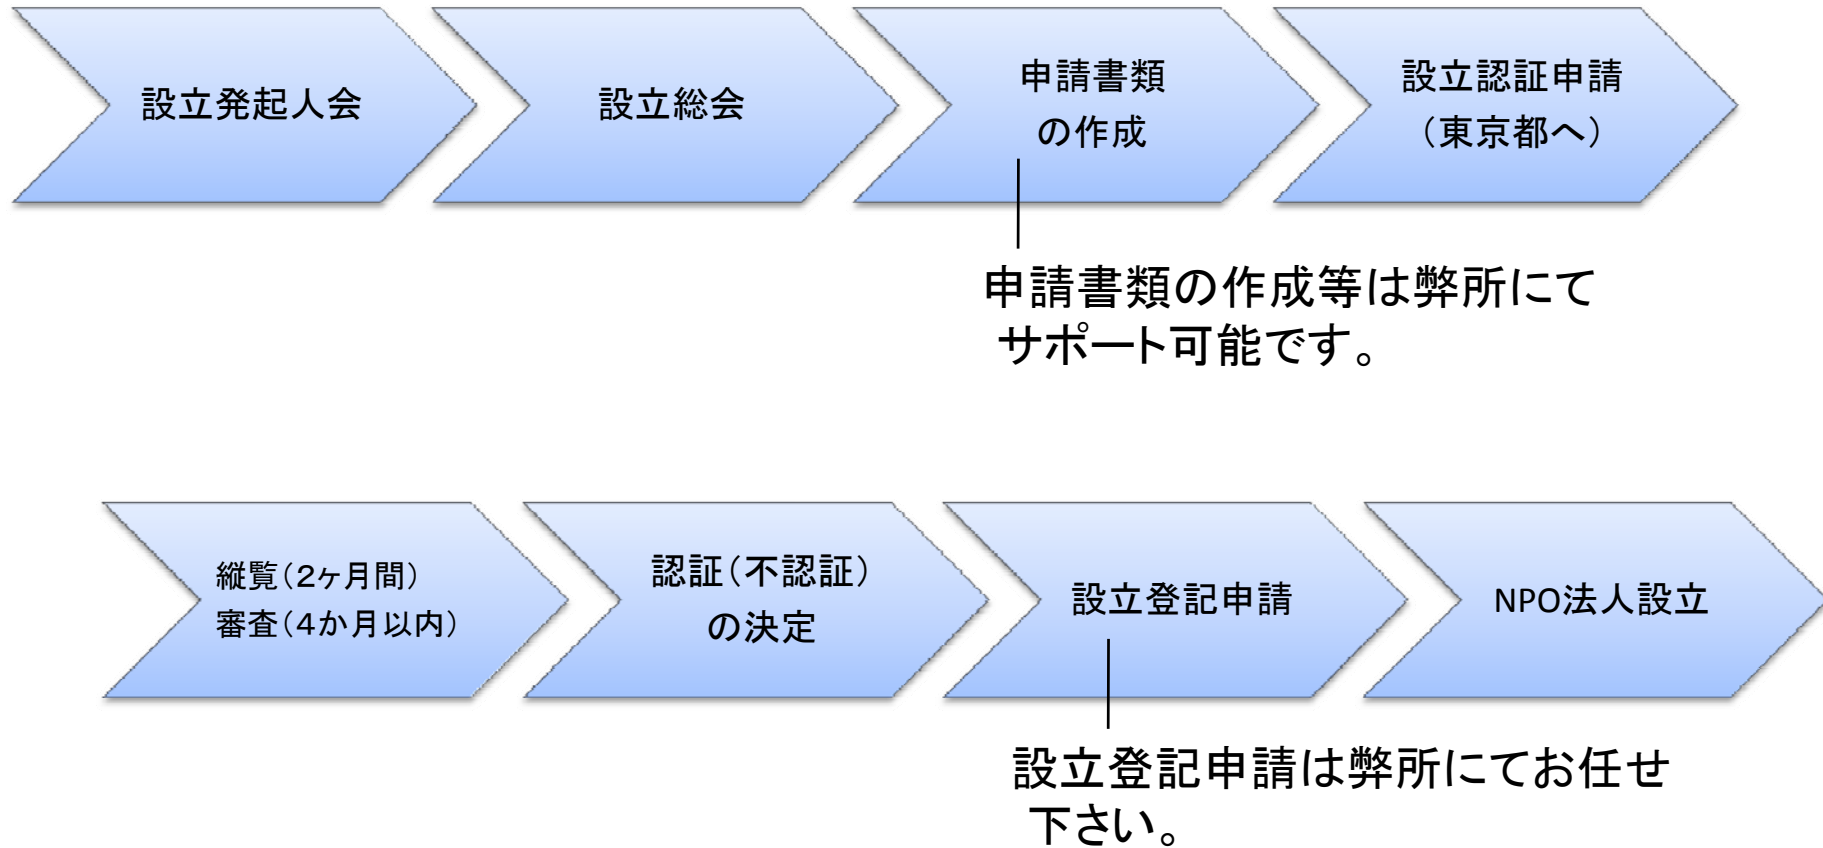 設立発起人会
設立総会
申請書類
の作成
設立認証申請
（東京都へ）
申請書類の作成等は弊所にて
サポート可能です。
縦覧（２ヶ月間）
審査（４か月以内）
認証（不認証）
の決定
設立登記申請
NPO法人設立
設立登記申請は弊所にてお任せ
下さい。